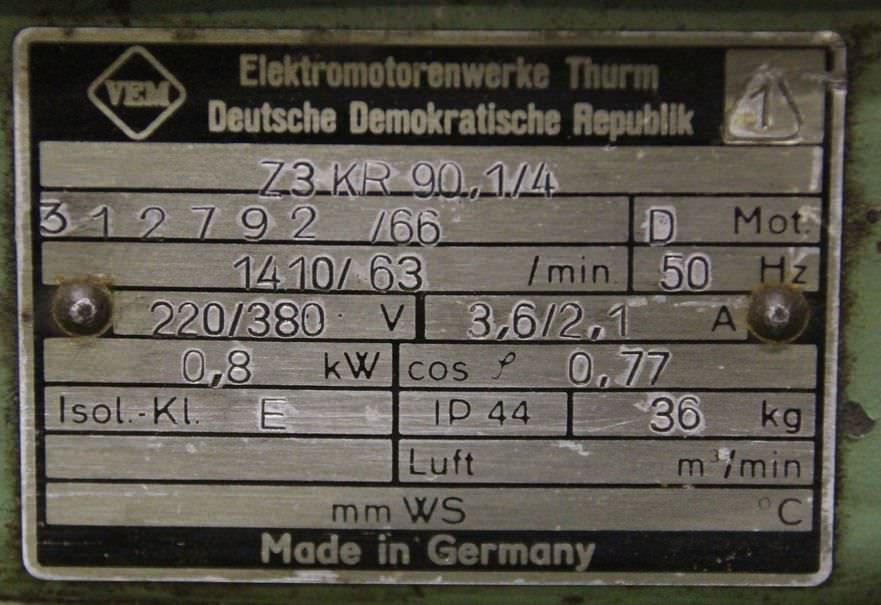 VEM
Elektromotorenwerke Thurm
Deutsche Demokratische Republik
1
Z3 KR 90,1/4
312792 /66 D Mot.
1410/63 /min 50 Hz
220/380 V 3,6/2,1 A
0,8 kW cos φ 0,77
Isol.-Kl. E IP 44 36 kg
Luft m³/min
mm WS °C
Made in Germany